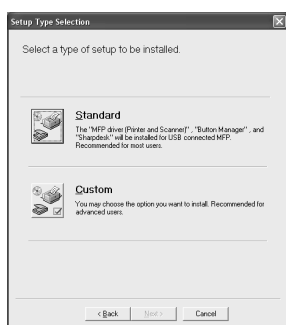 Setup Type Selection
Select a type of setup to be installed.
Standard
The "MFP driver (Printer and Scanner)" , "Button Manager" , and
"Sharpdesk" will be installed for USB connected MFP.
Recommended for most users.
Custom
You may choose the option you want to install. Recommended for
advanced users.
< Back Next > Cancel